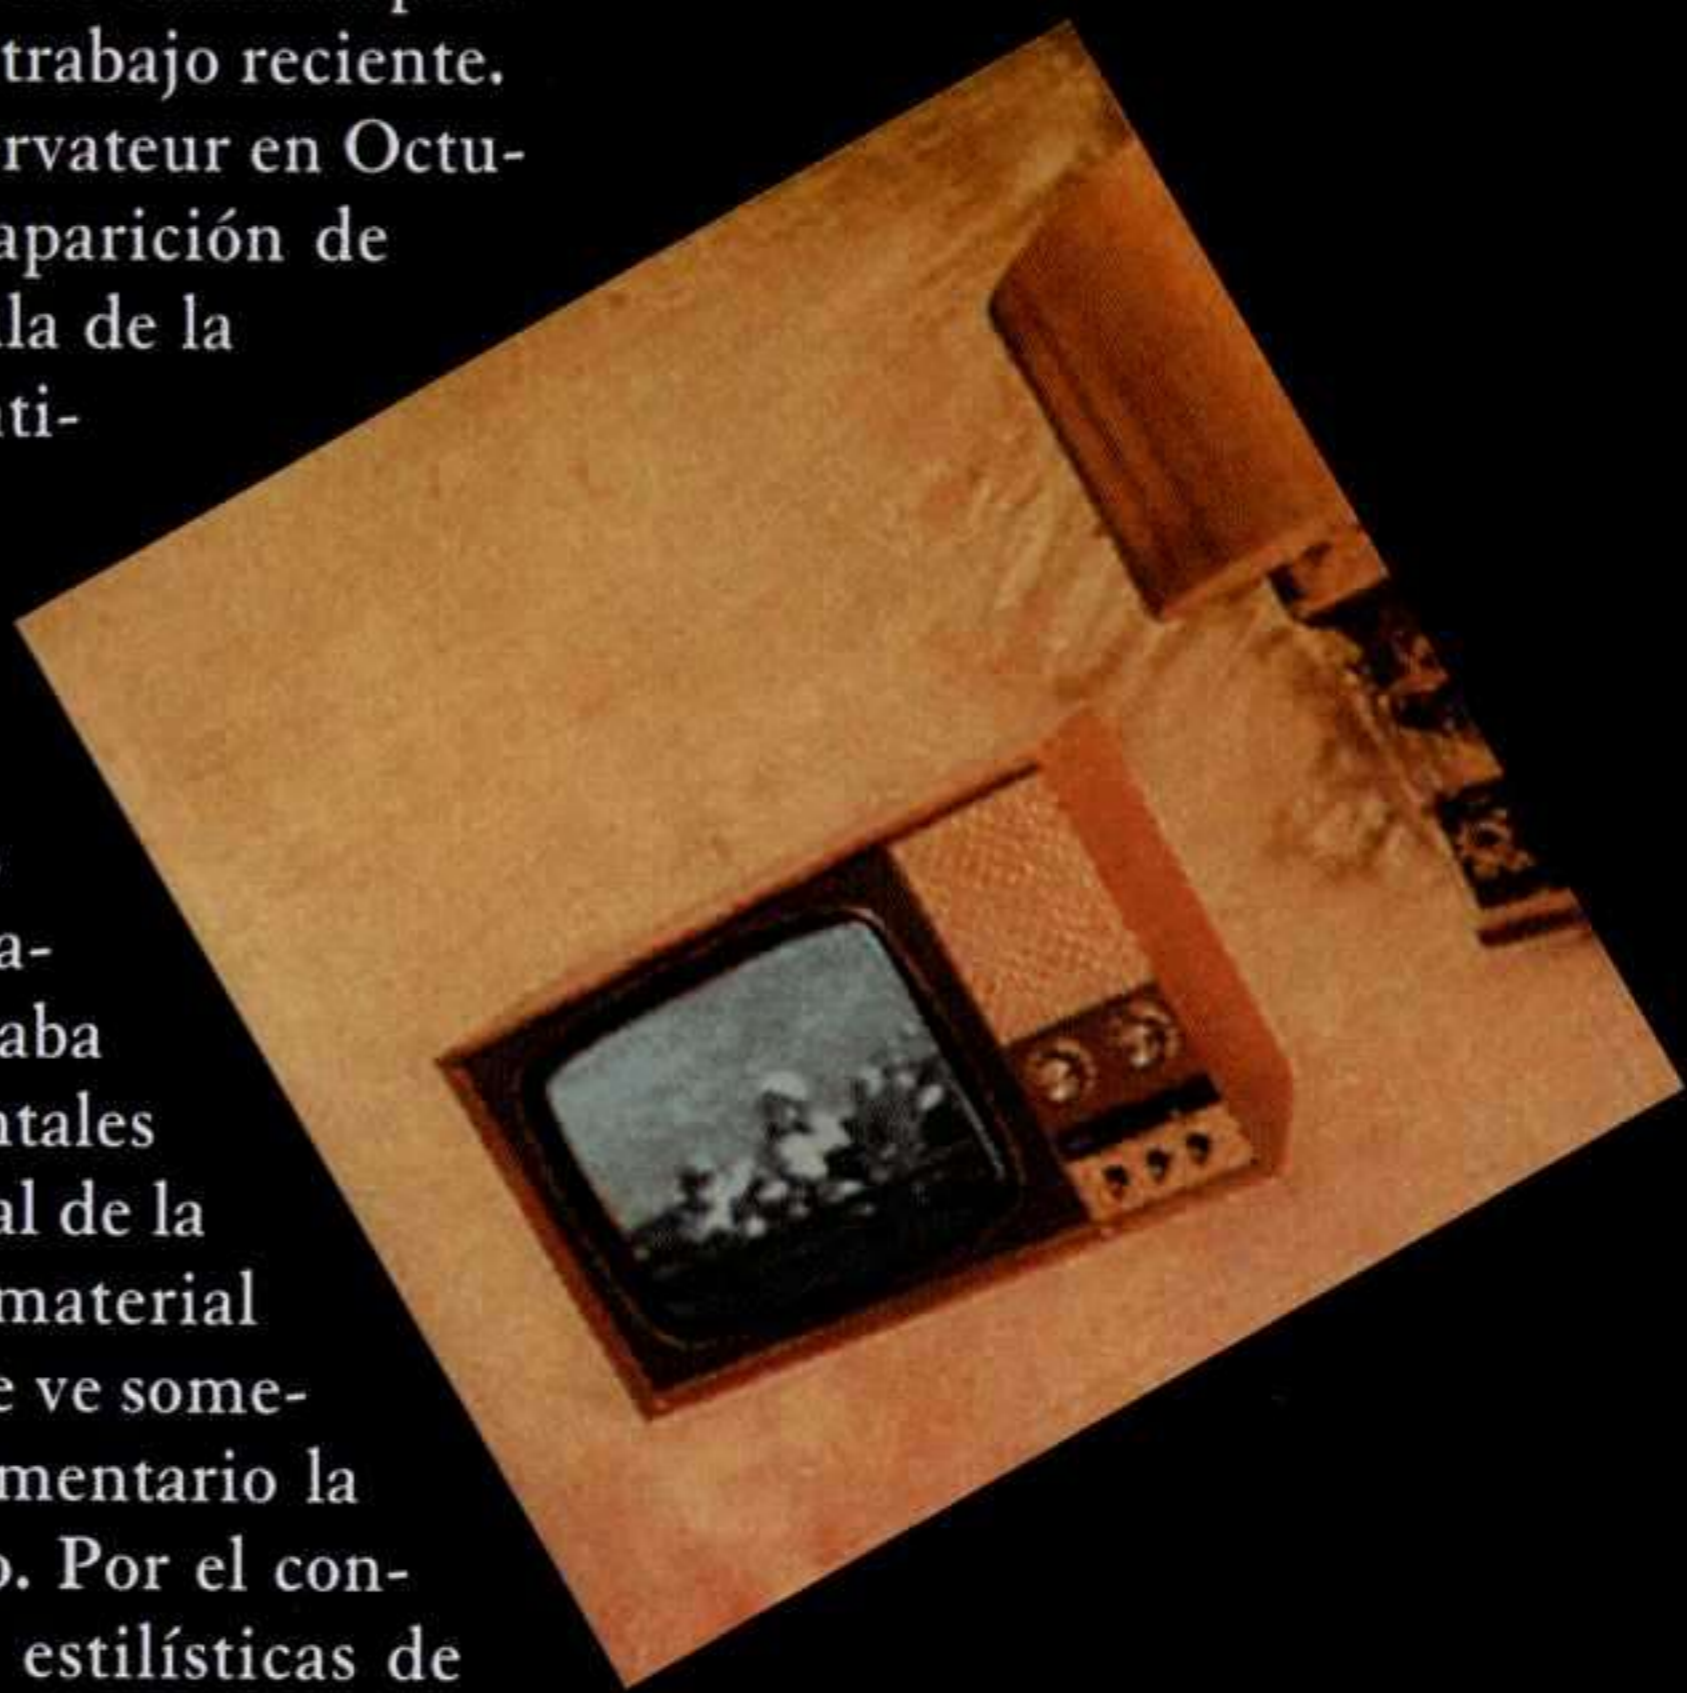 trabajo reciente.
rvateur en Octu-
aparición de
la de la
ti-
a-
aba
ntales
al de la
material
e ve some-
mentario la
o. Por el con-
estilísticas de